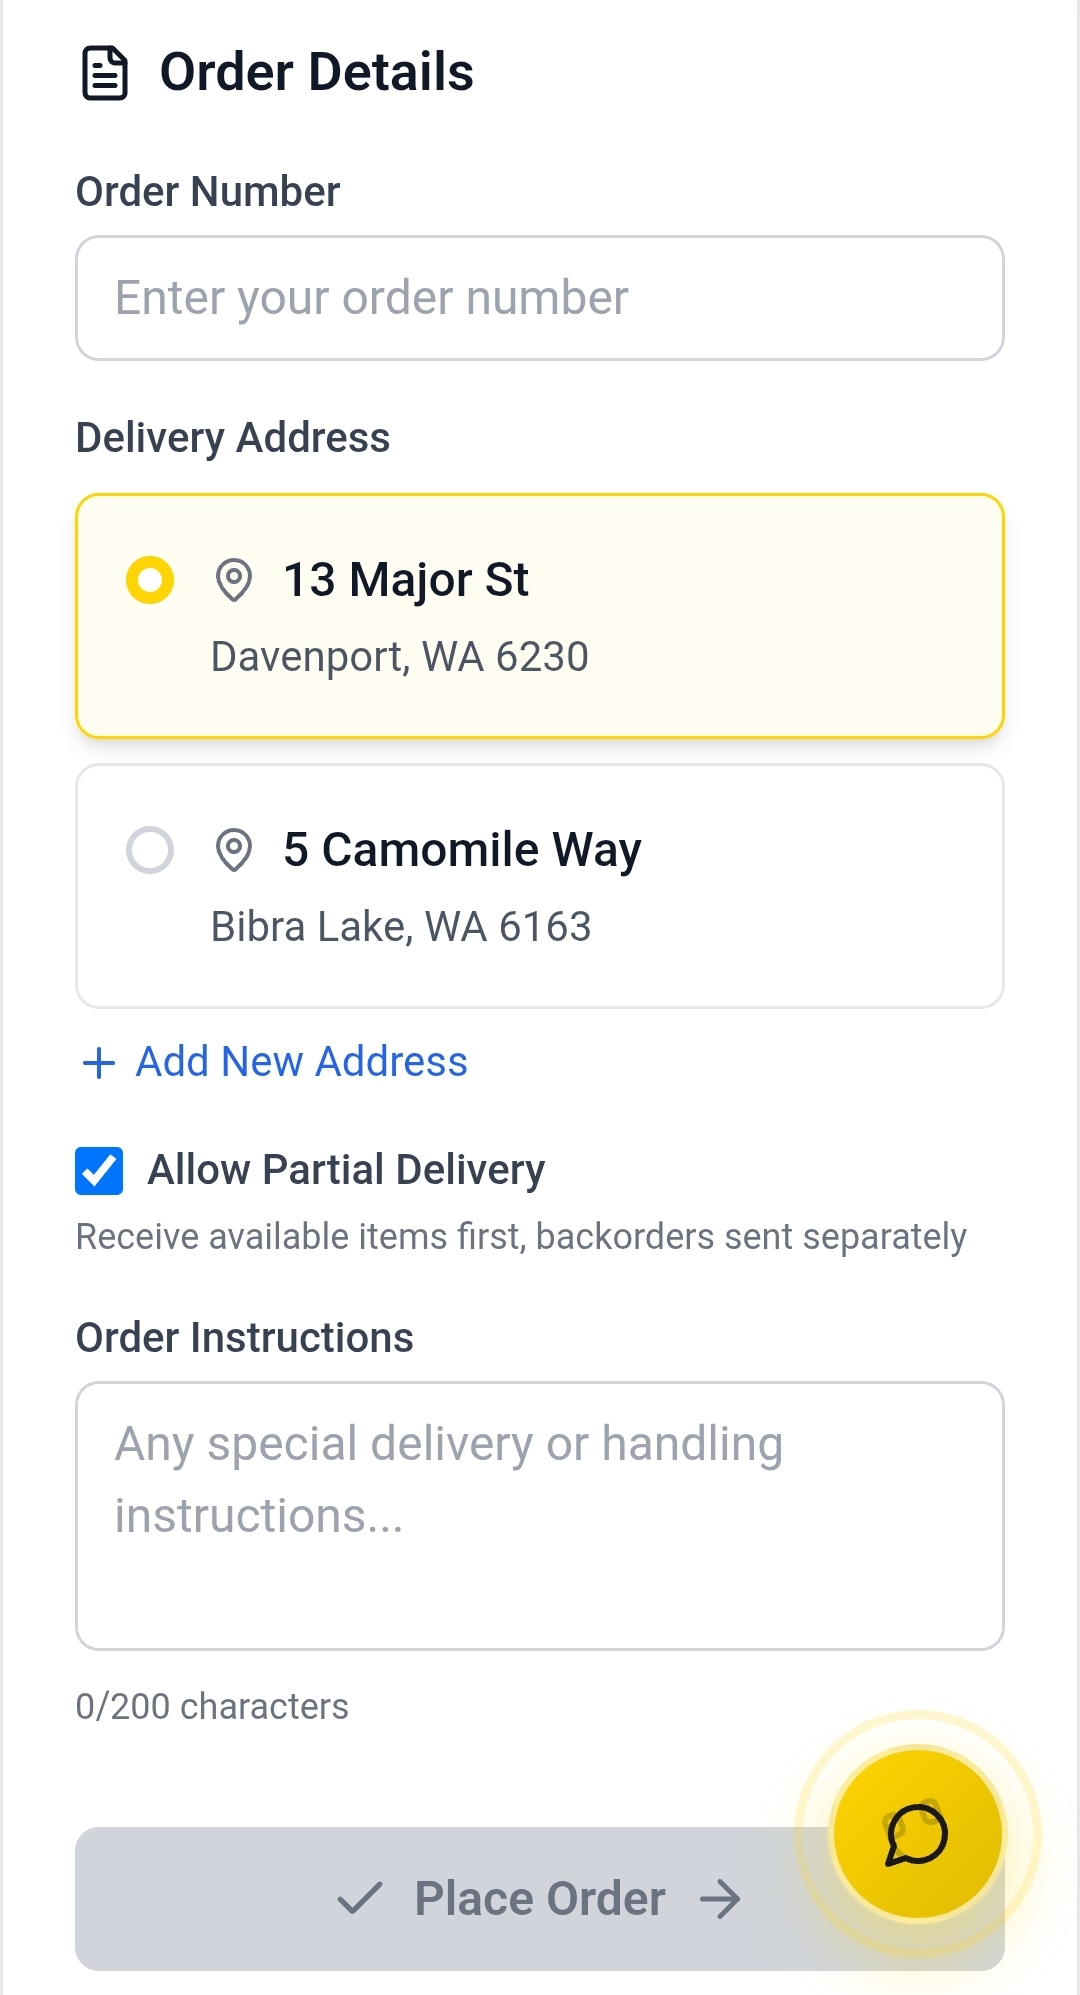 Order Details
Order Number
Enter your order number
Delivery Address
13 Major St
Davenport, WA 6230
5 Camomile Way
Bibra Lake, WA 6163
Add New Address
Allow Partial Delivery
Receive available items first, backorders sent separately
Order Instructions
Any special delivery or handling
instructions...
0/200 characters
Place Order